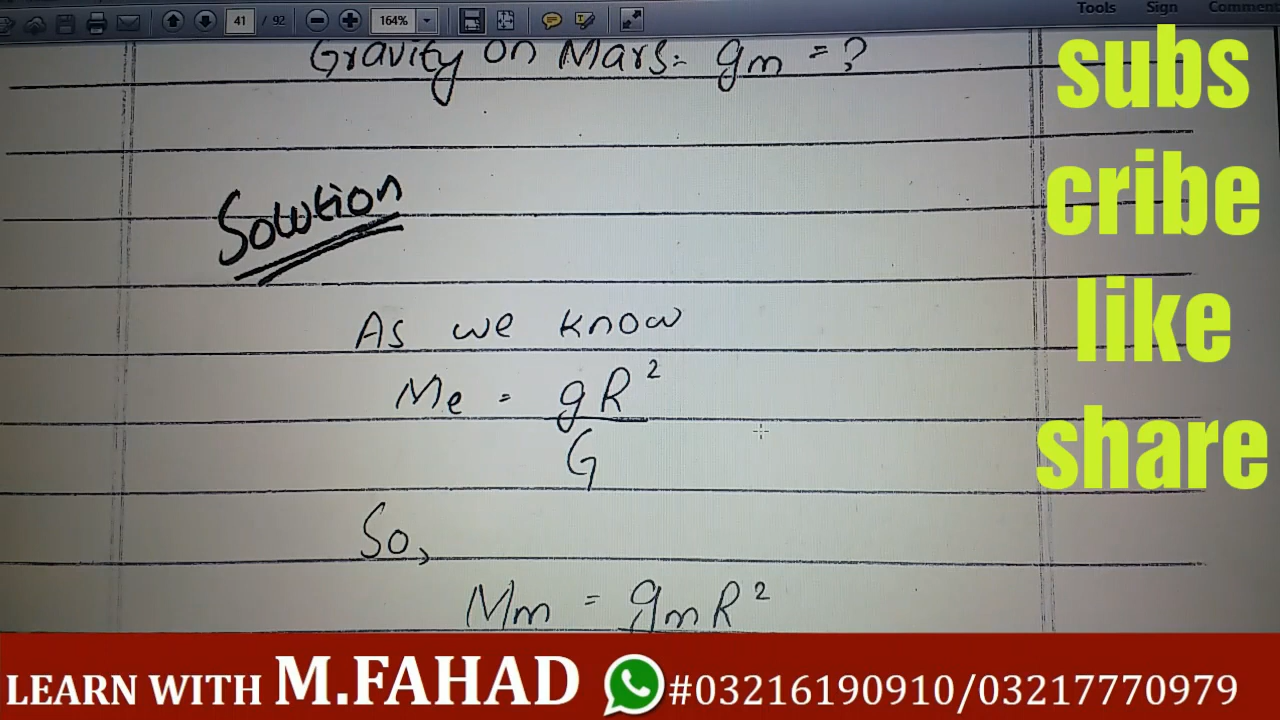 Tools Sign Comment
41 / 92 164%
Gravity on Mars:- gm = ?
Solution
As we know
Me = gR²
G
So,
Mm = gmR²
subs
cribe
like
share
LEARN WITH M.FAHAD #03216190910/03217770979